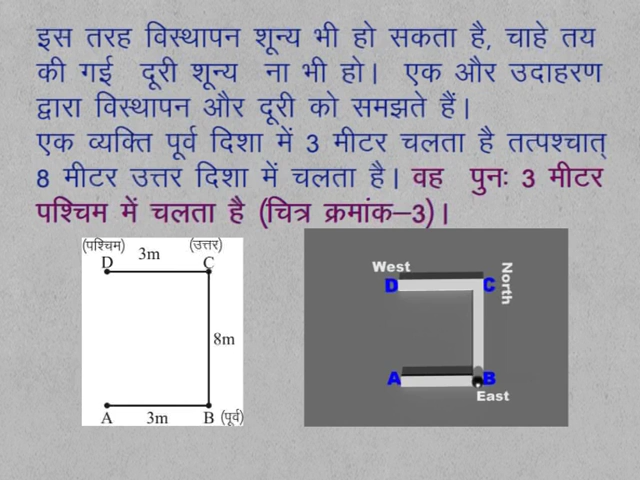 इस तरह विस्थापन शून्य भी हो सकता है, चाहे तय
की गई दूरी शून्य ना भी हो। एक और उदाहरण
द्वारा विस्थापन और दूरी को समझते हैं।
एक व्यक्ति पूर्व दिशा में 3 मीटर चलता है तत्पश्चात्
8 मीटर उत्तर दिशा में चलता है। वह पुनः 3 मीटर
पश्चिम में चलता है (चित्र क्रमांक–3)।
(पश्चिम) (उत्तर)
D 3m C
8m
A 3m B (पूर्व)
West
D C North
A B
East